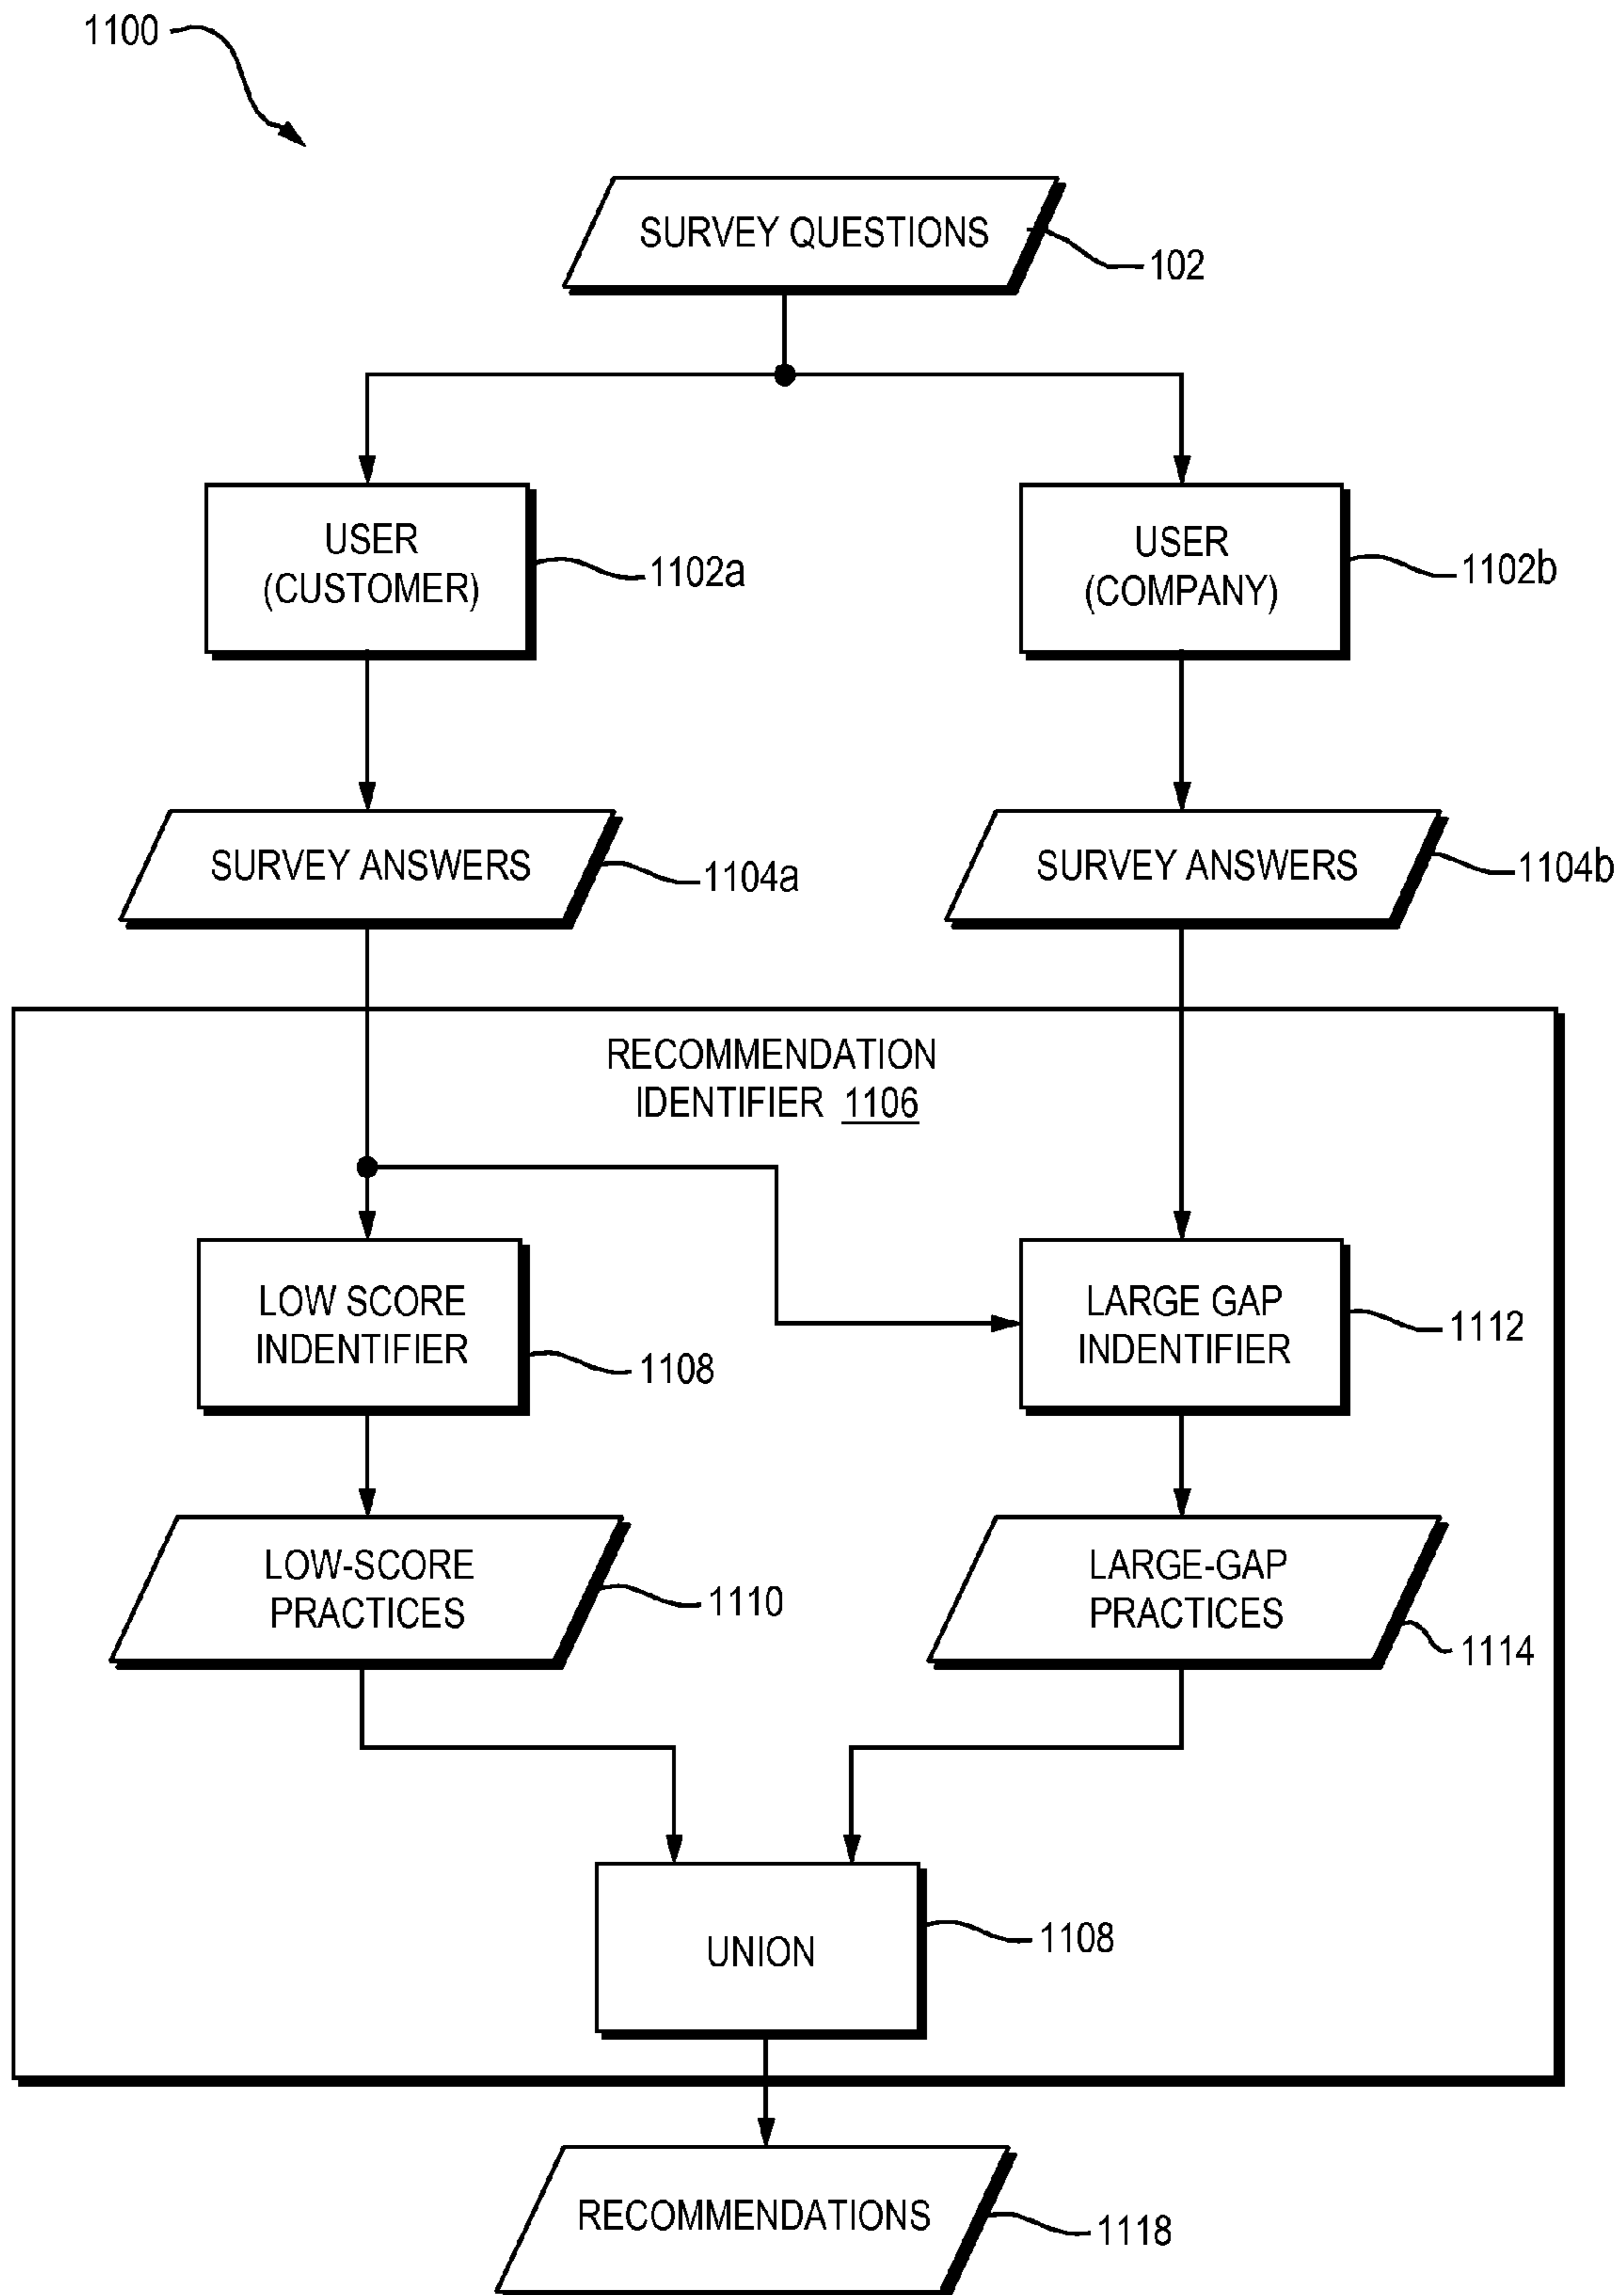 1100
SURVEY QUESTIONS
102
USER
(CUSTOMER)
1102a
USER
(COMPANY)
1102b
SURVEY ANSWERS
1104a
SURVEY ANSWERS
1104b
RECOMMENDATION
IDENTIFIER 1106
LOW SCORE
INDENTIFIER
1108
LARGE GAP
INDENTIFIER
1112
LOW-SCORE
PRACTICES
1110
LARGE-GAP
PRACTICES
1114
UNION
1108
RECOMMENDATIONS
1118